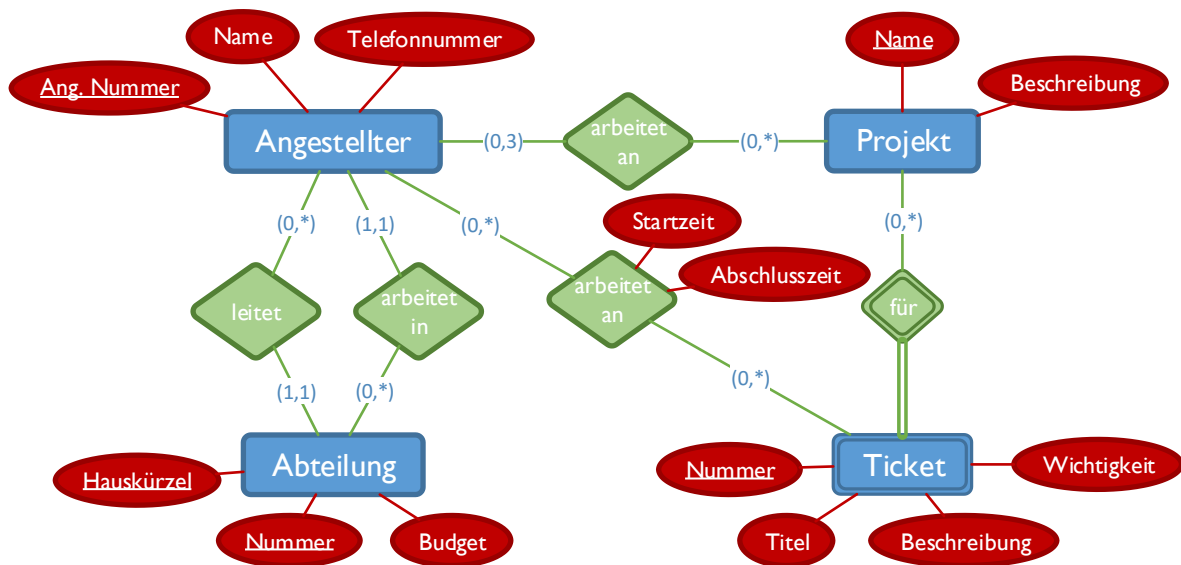 Name
Telefonnummer
Name
Ang. Nummer
Beschreibung
Angestellter
(0,3)
arbeitet
an
(0,*)
Projekt
(0,*)
(1,1)
(0,*)
Startzeit
(0,*)
Abschlusszeit
leitet
arbeitet
in
arbeitet
an
für
(1,1)
(0,*)
(0,*)
Hauskürzel
Abteilung
Nummer
Ticket
Wichtigkeit
Nummer
Budget
Titel
Beschreibung